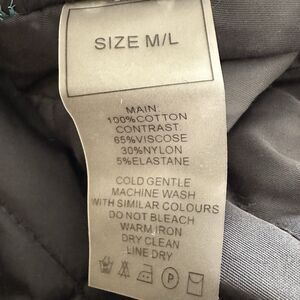 SIZE M/L
MAIN:
100%COTTON
CONTRAST:
65%VISCOSE
30%NYLON
5%ELASTANE
COLD GENTLE
MACHINE WASH
WITH SIMILAR COLOURS
DO NOT BLEACH
WARM IRON
DRY CLEAN
LINE DRY
P